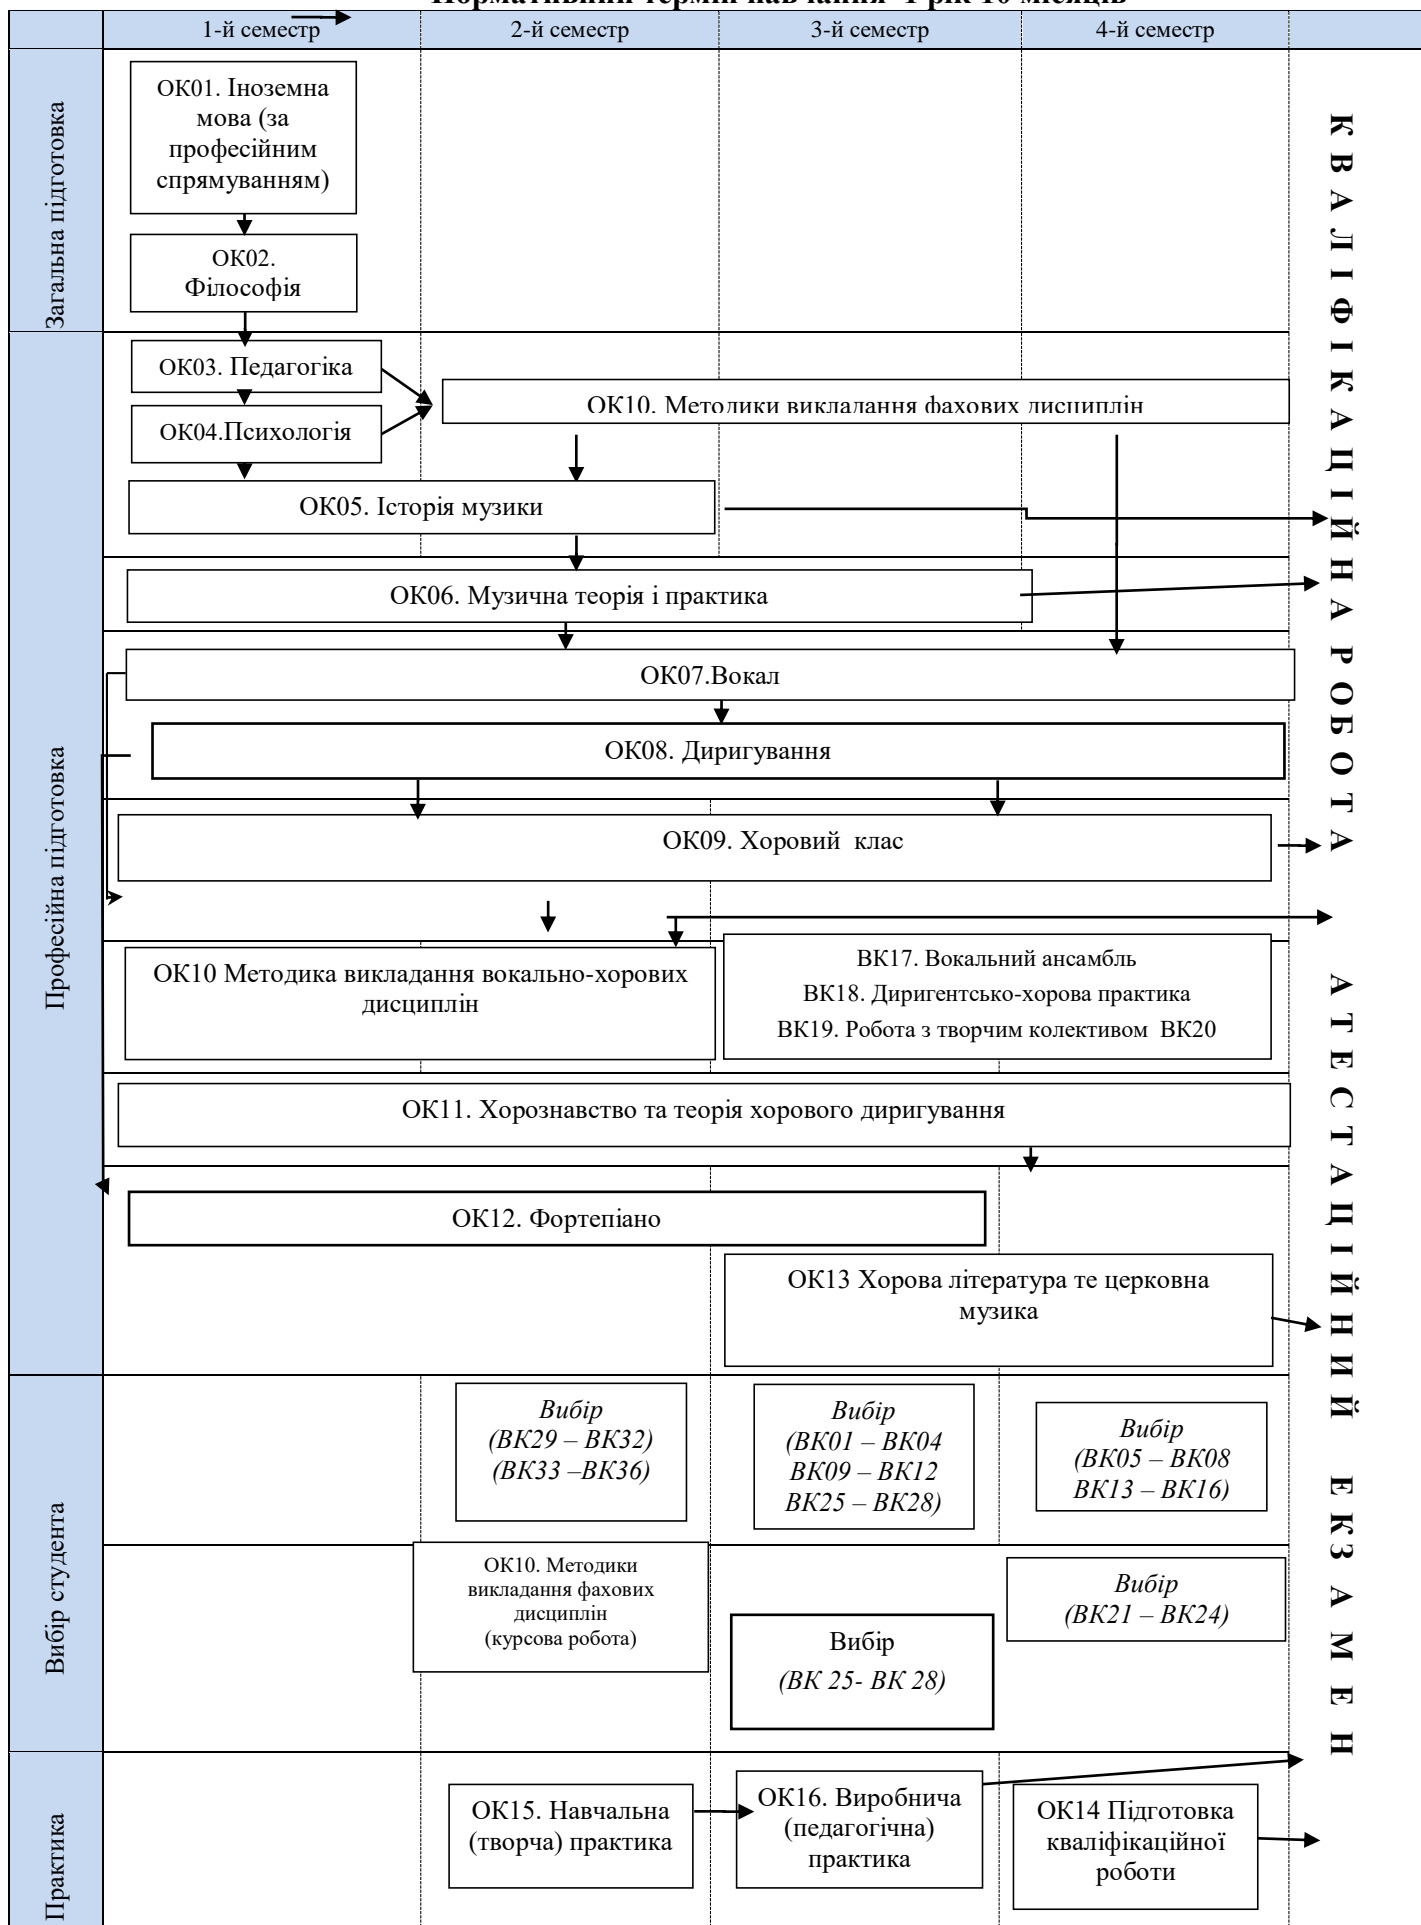 Нормативний термін навчання 1 рік 10 місяців
1-й семестр
2-й семестр
3-й семестр
4-й семестр
Загальна підготовка
ОК01. Іноземна
мова (за
професійним
спрямуванням)
ОК02.
Філософія
Професійна підготовка
ОК03. Педагогіка
ОК04.Психологія
ОК10. Методики викладання фахових дисциплін
ОК05. Історія музики
ОК06. Музична теорія і практика
ОК07.Вокал
ОК08. Диригування
ОК09. Хоровий клас
ОК10 Методика викладання вокально-хорових
дисциплін
ВК17. Вокальний ансамбль
ВК18. Диригентсько-хорова практика
ВК19. Робота з творчим колективом ВК20
ОК11. Хорознавство та теорія хорового диригування
ОК12. Фортепіано
ОК13 Хорова література те церковна
музика
Вибір студента
Вибір
(ВК29 – ВК32)
(ВК33 –ВК36)
Вибір
(ВК01 – ВК04
ВК09 – ВК12
ВК25 – ВК28)
Вибір
(ВК05 – ВК08
ВК13 – ВК16)
ОК10. Методики
викладання фахових
дисциплін
(курсова робота)
Вибір
(ВК 25- ВК 28)
Вибір
(ВК21 – ВК24)
Практика
ОК15. Навчальна
(творча) практика
ОК16. Виробнича
(педагогічна)
практика
ОК14 Підготовка
кваліфікаційної
роботи
КВАЛІФІКАЦІЙНА РОБОТА АТЕСТАЦІЙНИЙ ЕКЗАМЕН